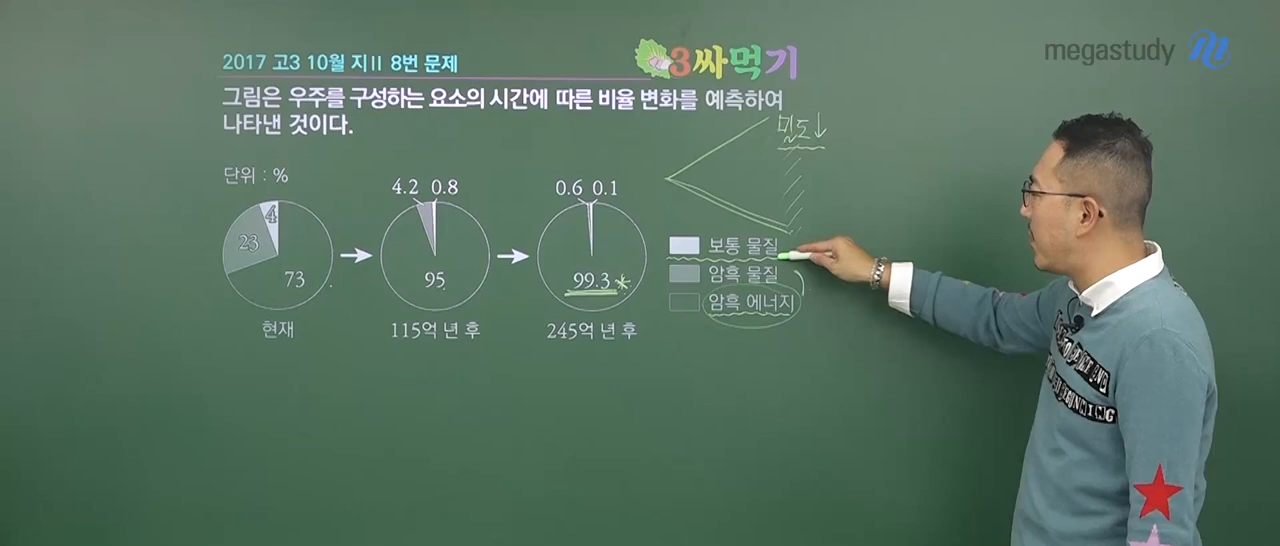 2017 고3 10월 지Ⅱ 8번 문제
3싸먹기
megastudy
그림은 우주를 구성하는 요소의 시간에 따른 비율 변화를 예측하여
나타낸 것이다.
밀도↓
단위 : %
4.2 0.8
0.6 0.1
4
23
73
95
99.3
보통 물질
암흑 물질
암흑 에너지
현재
115억 년 후
245억 년 후